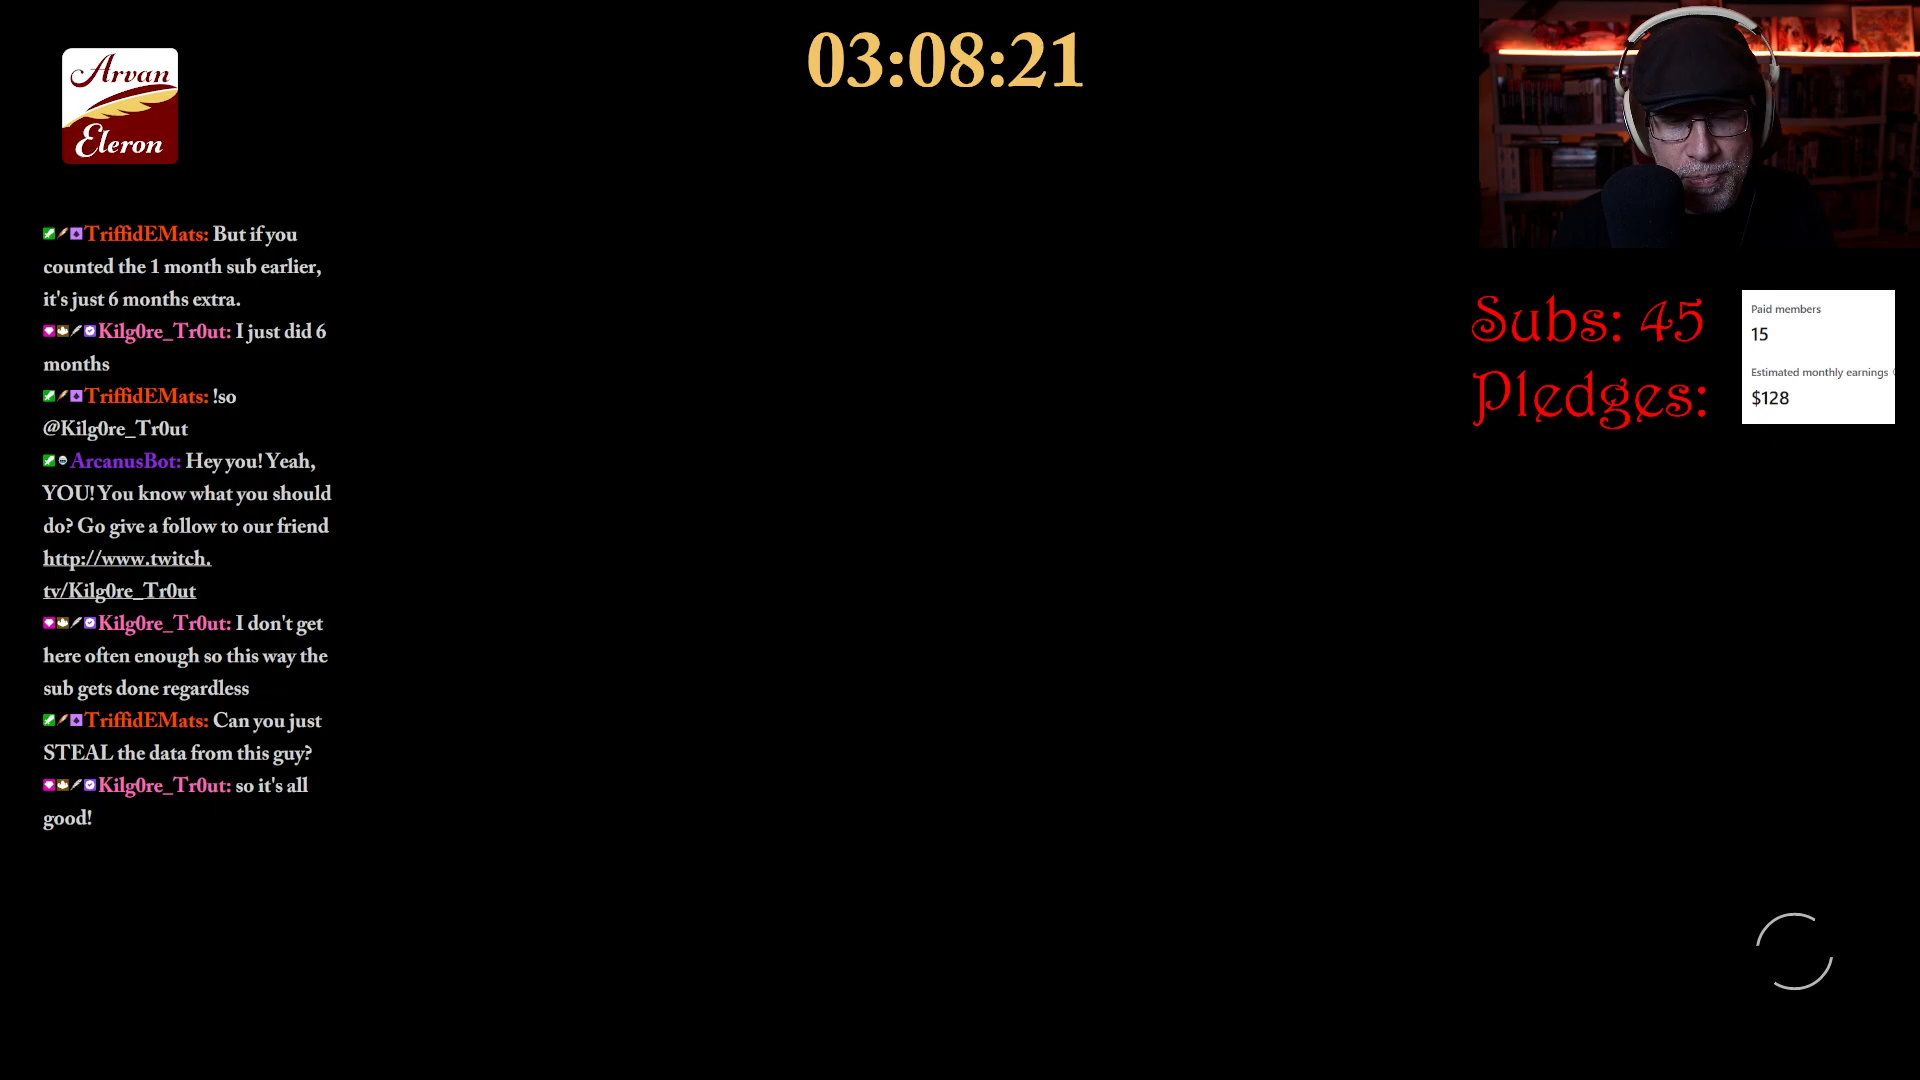 Arvan
Eleron
03:08:21
TriffidEMats: But if you
counted the 1 month sub earlier,
it's just 6 months extra.
Kilg0re_Tr0ut: I just did 6
months
TriffidEMats: !so
@Kilg0re_Tr0ut
ArcanusBot: Hey you! Yeah,
YOU! You know what you should
do? Go give a follow to our friend
http://www.twitch.
tv/Kilg0re_Tr0ut
Kilg0re_Tr0ut: I don't get
here often enough so this way the
sub gets done regardless
TriffidEMats: Can you just
STEAL the data from this guy?
Kilg0re_Tr0ut: so it's all
good!
Subs: 45
Pledges:
Paid members
15
Estimated monthly earnings
$128